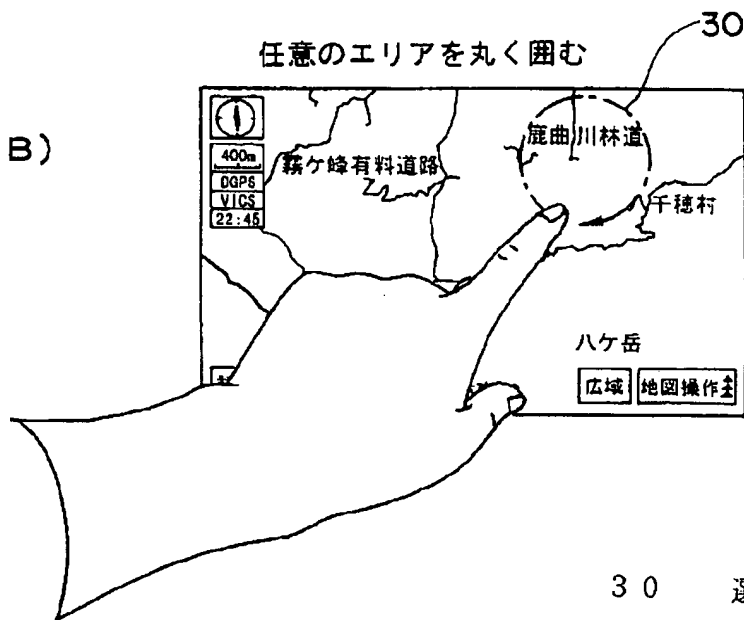 30
任意のエリアを丸く囲む
B)
400m
DGPS
VICS
22:45
霧ケ峰有料道路
鹿曲川林道
千穂村
八ケ岳
広域
地図操作
30